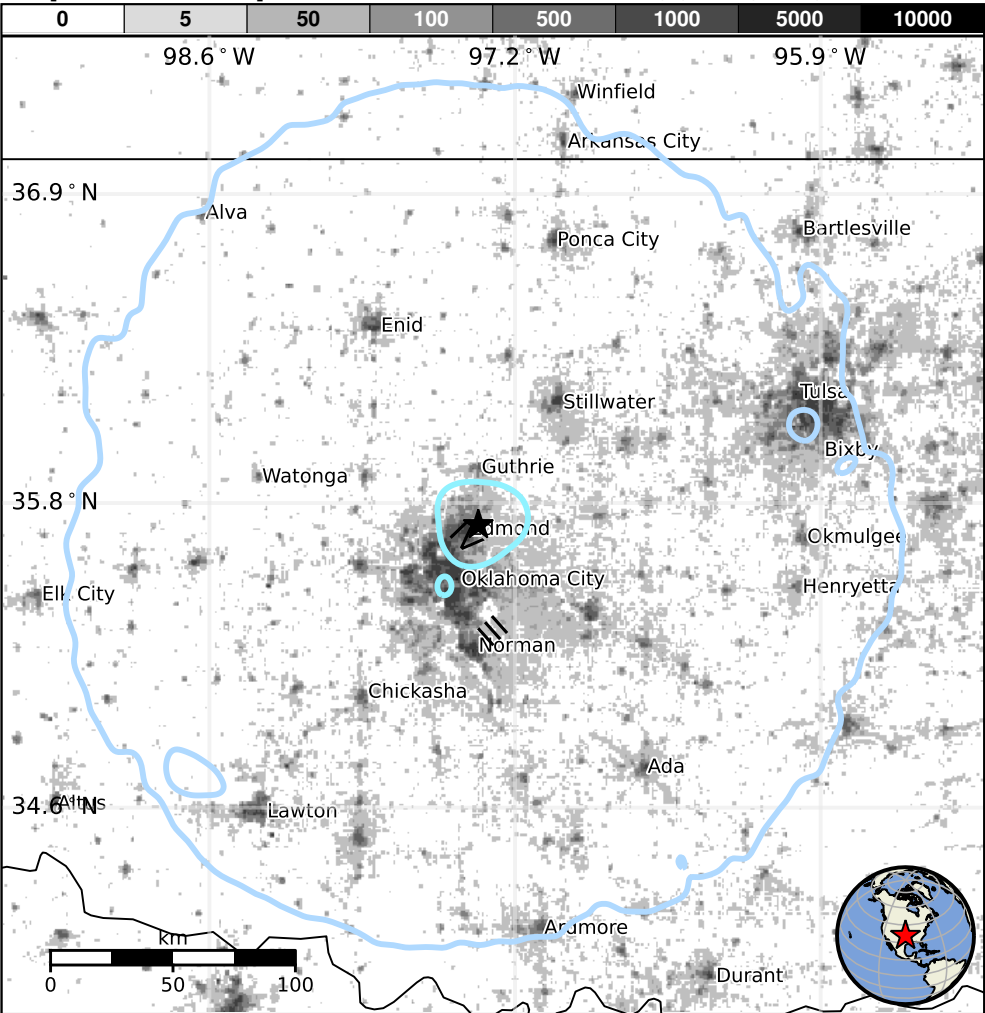 0 5 50 100 500 1000 5000 10000
98.6°W 97.2°W 95.9°W
Winfield
Arkansas City
36.9°N
Alva
Bartlesville
Ponca City
Enid
Tulsa
Stillwater
Bixby
Guthrie
Watonga
35.8°N
Edmond
Okmulgee
Oklahoma City
Henryetta
Elk City
Norman
Chickasha
Ada
34.6°N
Altus
Lawton
Ardmore
km
Durant
0 50 100